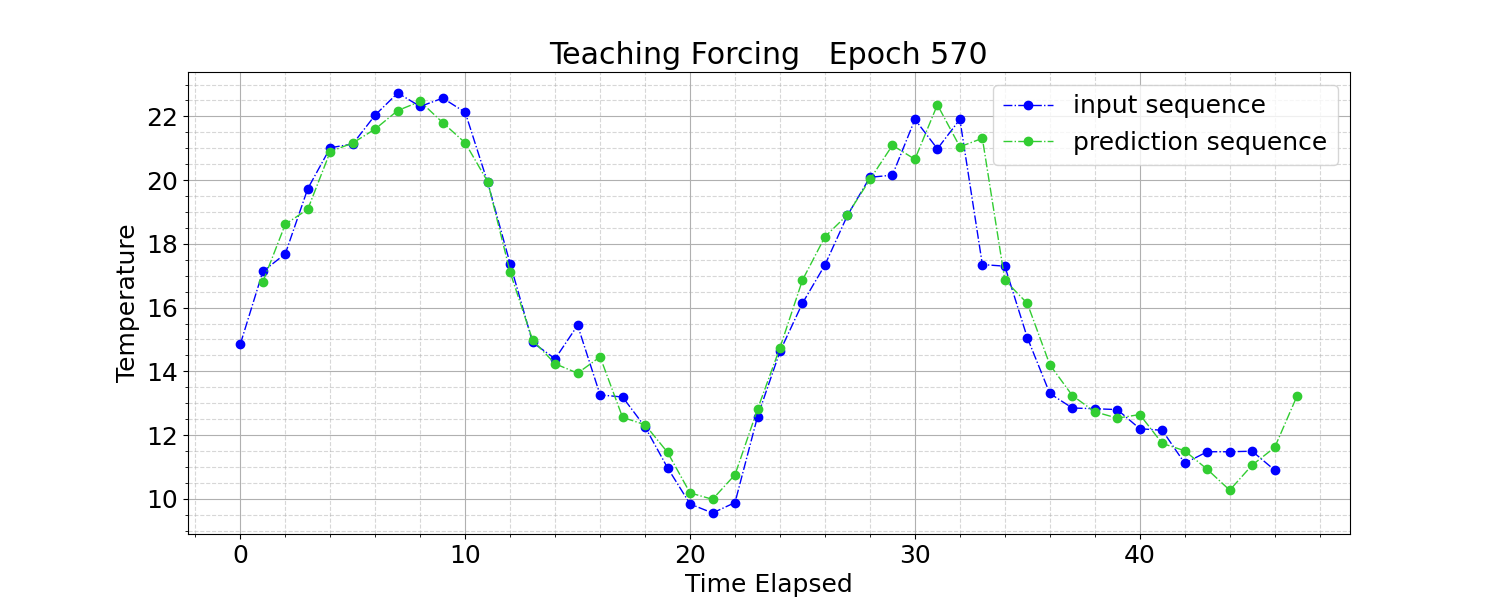 Teaching Forcing   Epoch 570
input sequence
prediction sequence
22
20
18
16
14
12
10
Temperature
0 10 20 30 40
Time Elapsed